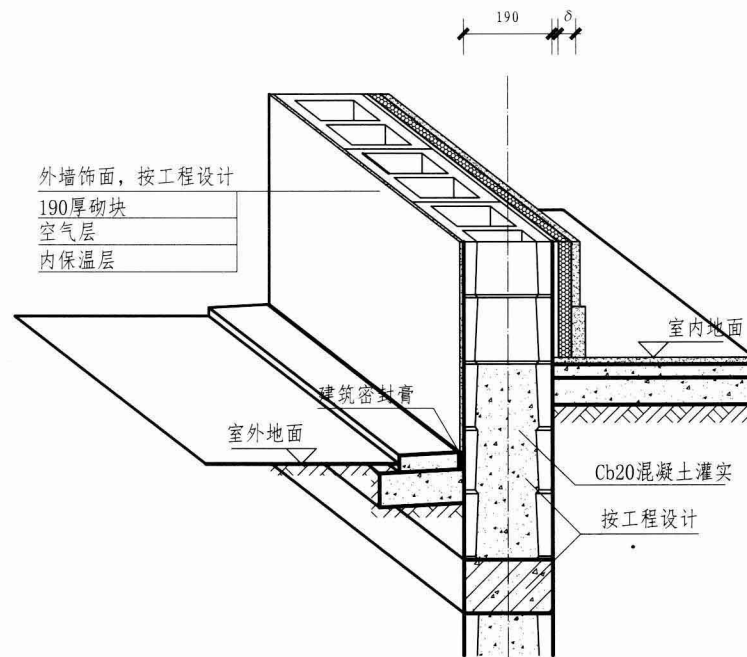 190 δ
外墙饰面，按工程设计
190厚砌块
空气层
内保温层
室内地面
建筑密封膏
室外地面
Cb20混凝土灌实
按工程设计